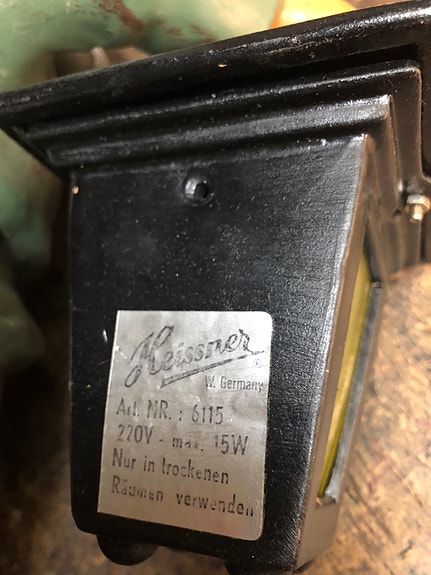 Heissner ®
W. Germany
Art. NR. : 6115
220V - max. 15W
Nur in trockenen
Räumen verwenden